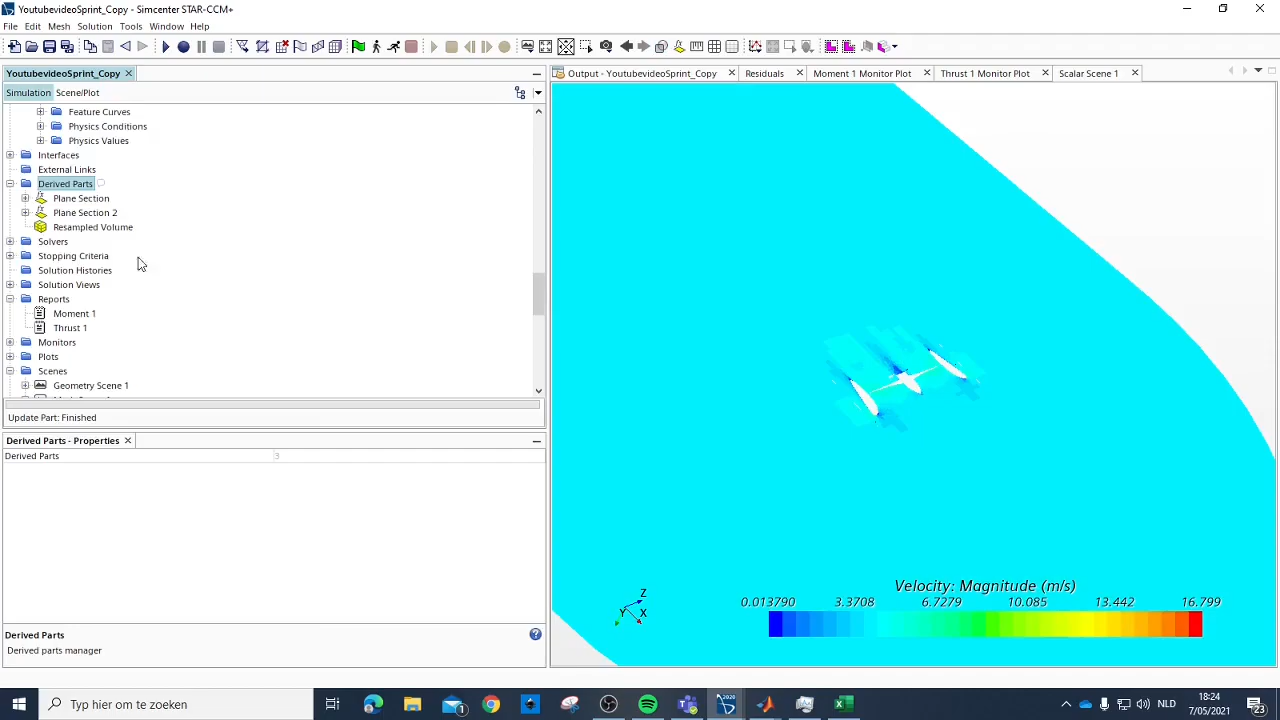 YoutubevideoSprint_Copy - Simcenter STAR-CCM+
File Edit Mesh Solution Tools Window Help
YoutubevideoSprint_Copy
Output - YoutubevideoSprint_Copy Residuals Moment 1 Monitor Plot Thrust 1 Monitor Plot Scalar Scene 1
Simulation Scene/Plot
Feature Curves
Physics Conditions
Physics Values
Interfaces
External Links
Derived Parts
Plane Section
Plane Section 2
Resampled Volume
Solvers
Stopping Criteria
Solution Histories
Solution Views
Reports
Moment 1
Thrust 1
Monitors
Plots
Scenes
Geometry Scene 1
Update Part: Finished
Derived Parts - Properties
Derived Parts 3
Derived Parts
Derived parts manager
Z
Y X
Velocity: Magnitude (m/s)
0.013790 3.3708 6.7279 10.085 13.442 16.799
Typ hier om te zoeken
1
2020
NLD
18:24
7/05/2021
23